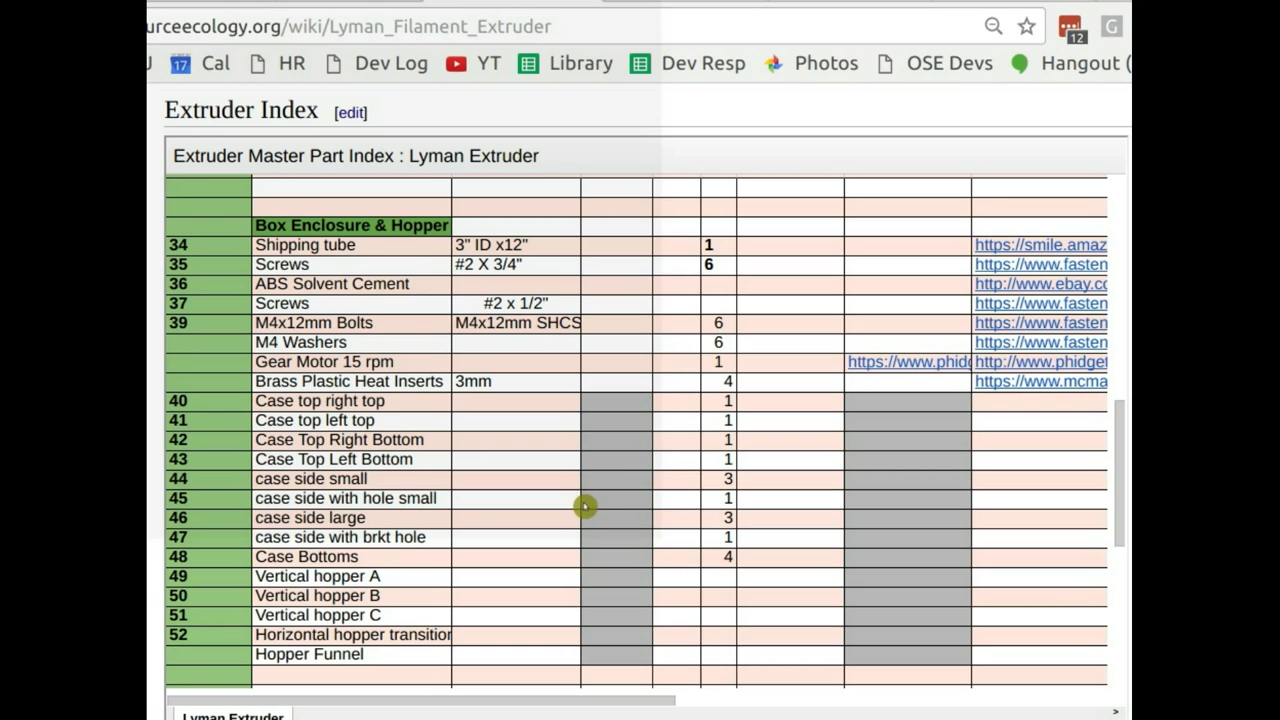 urceecology.org/wiki/Lyman_Filament_Extruder
12 G
17 Cal HR Dev Log YT Library Dev Resp Photos OSE Devs Hangout (
Extruder Index [edit]
Extruder Master Part Index : Lyman Extruder
Box Enclosure & Hopper
34 Shipping tube 3" ID x12" 1 https://smile.amaz
35 Screws #2 X 3/4" 6 https://www.fasten
36 ABS Solvent Cement http://www.ebay.cc
37 Screws #2 x 1/2" https://www.fasten
39 M4x12mm Bolts M4x12mm SHCS 6 https://www.fasten
M4 Washers 6 https://www.fasten
Gear Motor 15 rpm 1 https://www.phidg http://www.phidget
Brass Plastic Heat Inserts 3mm 4 https://www.mcma
40 Case top right top 1
41 Case top left top 1
42 Case Top Right Bottom 1
43 Case Top Left Bottom 1
44 case side small 3
45 case side with hole small 1
46 case side large 3
47 case side with brkt hole 1
48 Case Bottoms 4
49 Vertical hopper A
50 Vertical hopper B
51 Vertical hopper C
52 Horizontal hopper transition
Hopper Funnel
Lyman Extruder